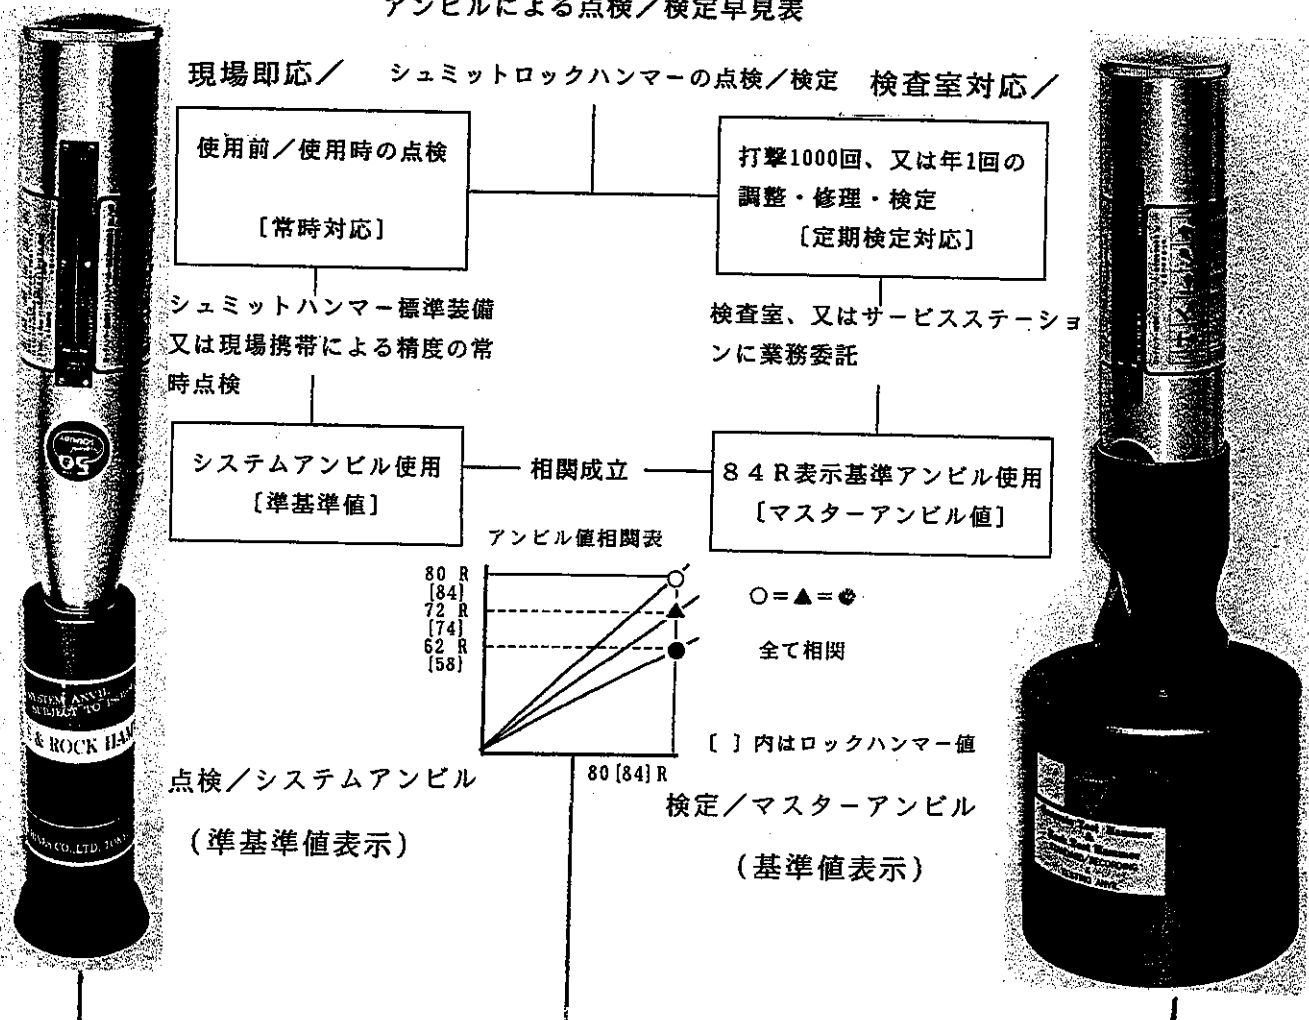 アンビルによる点検／検定早見表
現場即応／
シュミットロックハンマーの点検／検定
検査室対応／
使用前／使用時の点検
［常時対応］
打撃1000回、又は年1回の
調整・修理・検定
［定期検定対応］
シュミットハンマー標準装備
又は現場携帯による精度の常
時点検
検査室、又はサービスステーショ
ンに業務委託
システムアンビル使用
［準基準値］
相関成立
８４Ｒ表示基準アンビル使用
［マスターアンビル値］
アンビル値相関表
80 R
[84]
72 R
[74]
62 R
[58]
○=▲=●
全て相関
［ ］内はロックハンマー値
80[84]R
点検／システムアンビル
(準基準値表示)
検定／マスターアンビル
(基準値表示)
50
SYSTEM ANVIL
SUBJECT TO
& ROCK HAM
CO.,LTD.